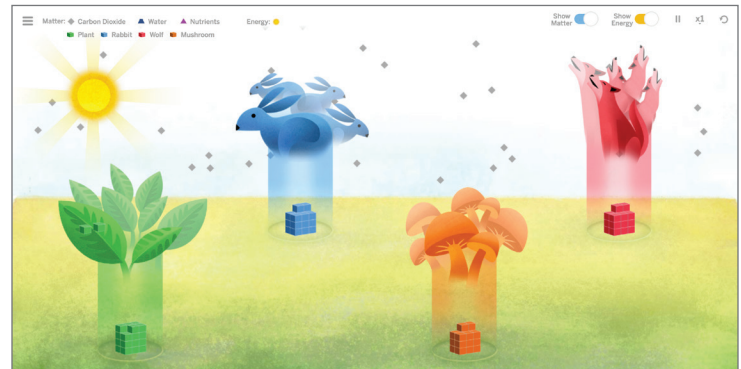 Matter: Carbon Dioxide Water Nutrients Energy:
Plant Rabbit Wolf Mushroom
Show Matter
Show Energy
x1